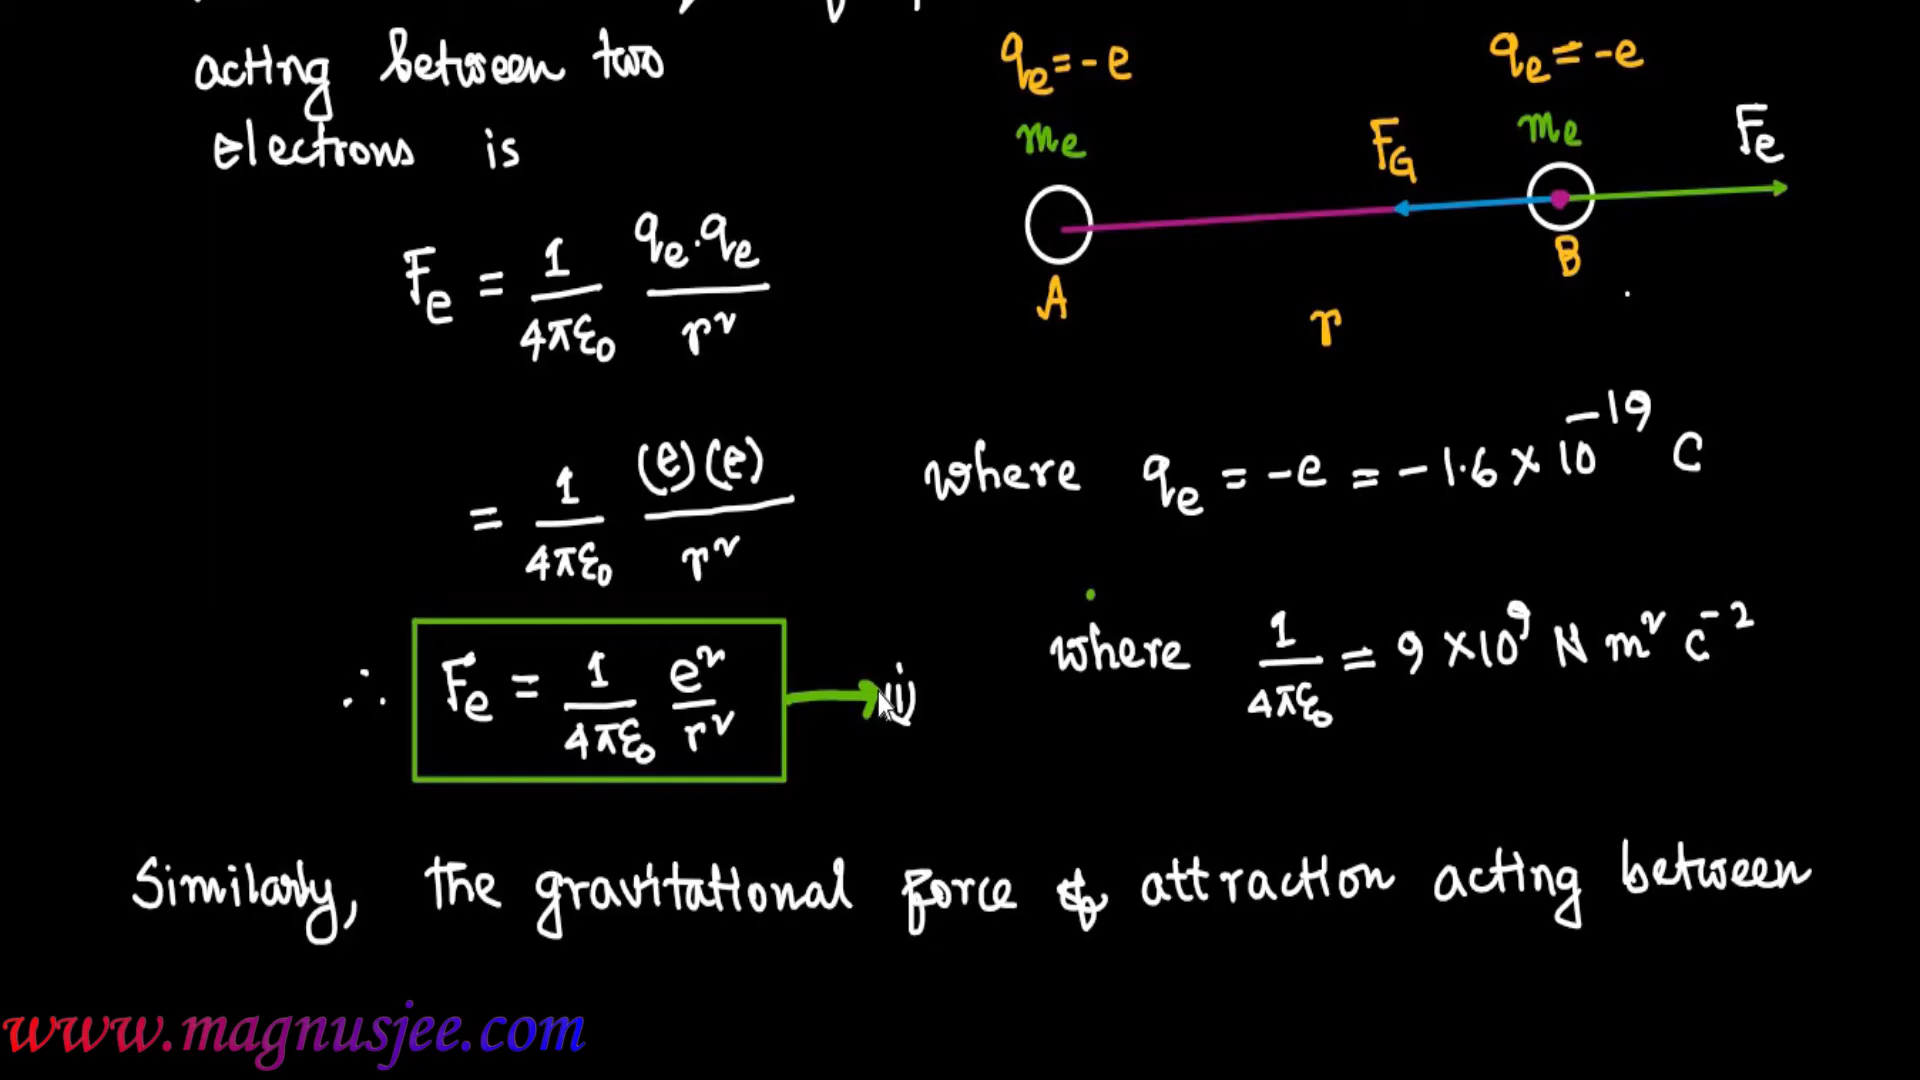 acting between two
electrons is
Fe = 1/4πε0 qe.qe/r²
= 1/4πε0 (e)(e)/r²
∴ Fe = 1/4πε0 e²/r²
qe = -e
qe = -e
me
me
FG
Fe
A
B
r
where qe = -e = -1.6 × 10^-19 C
where 1/4πε0 = 9 × 10^9 N m² C^-2
Similarly, the gravitational force of attraction acting between
www.magnusjee.com